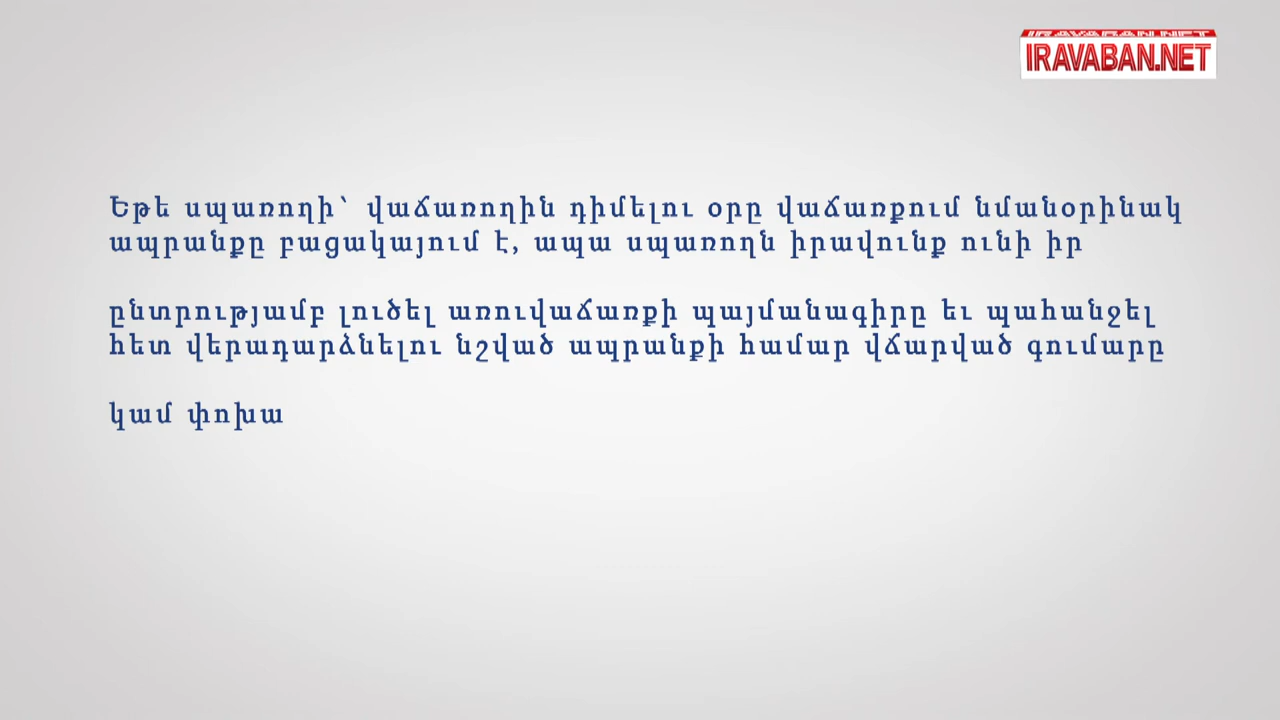 IRAVABAN.NET
Եթե սպառողի՝ վաճառողին դիմելու օրը վաճառքում նմանօրինակ
ապրանքը բացակայում է, ապա սպառողն իրավունք ունի իր
ընտրությամբ լուծել առուվաճառքի պայմանագիրը եւ պահանջել
հետ վերադարձնելու նշված ապրանքի համար վճարված գումարը
կամ փոխա